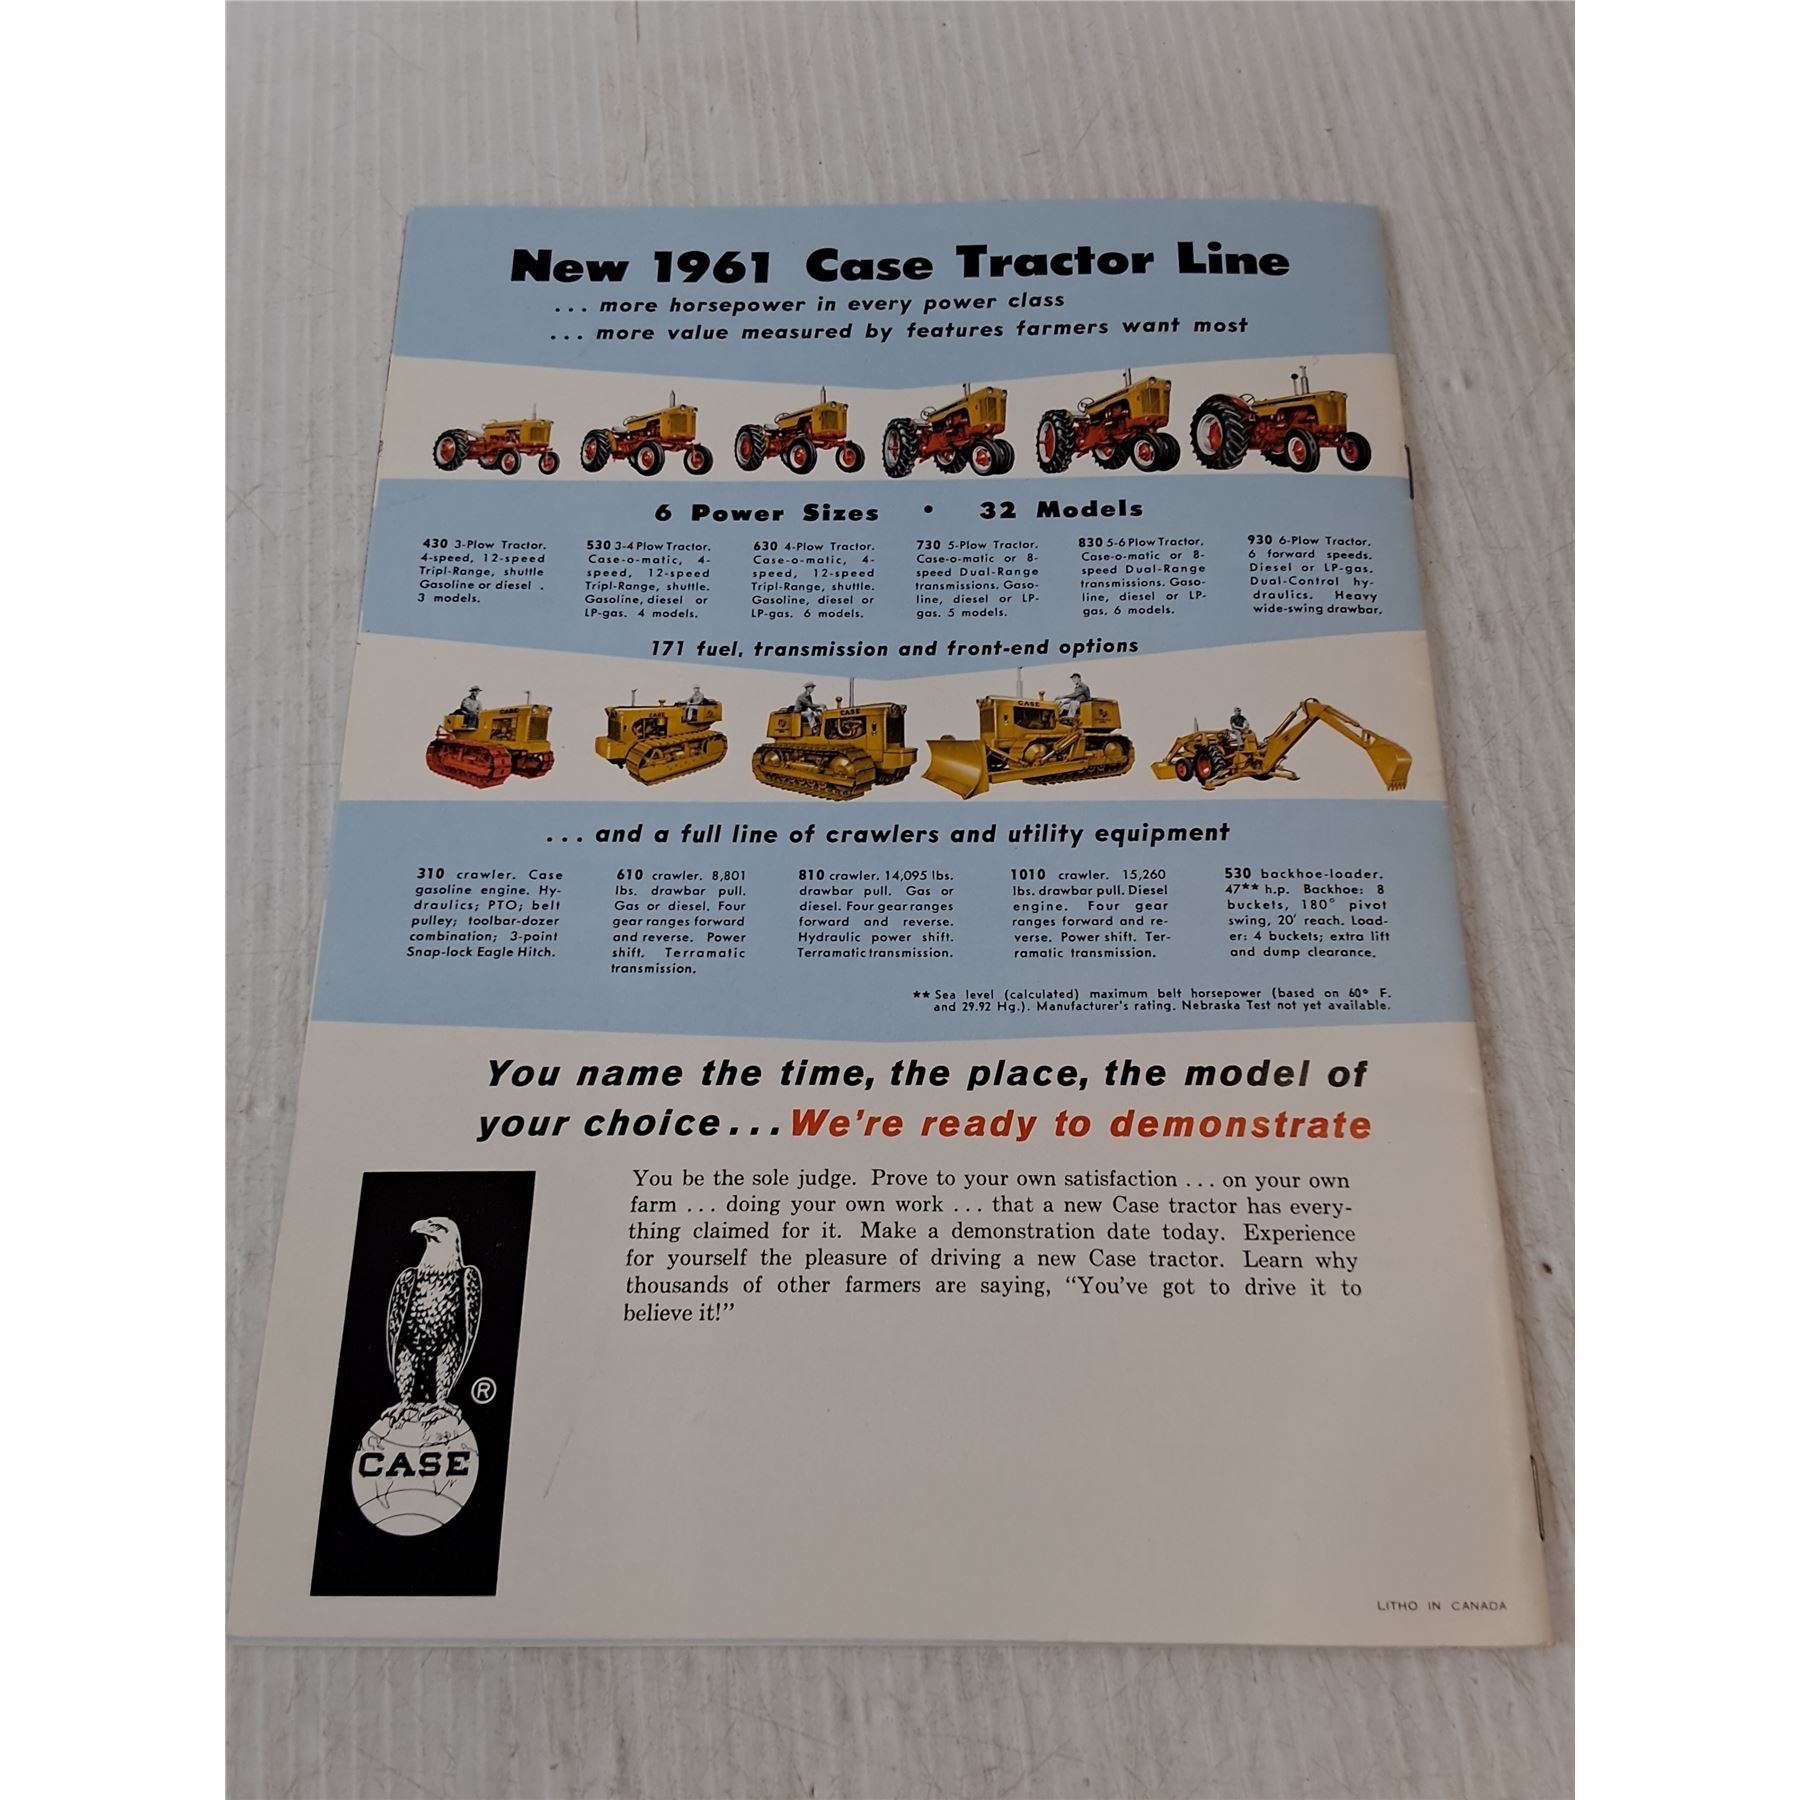 New 1961 Case Tractor Line
... more horsepower in every power class
... more value measured by features farmers want most
6 Power Sizes • 32 Models
430 3-Plow Tractor.
4-speed, 12-speed
Tripl-Range, shuttle
Gasoline or diesel .
3 models.
530 3-4 Plow Tractor.
Case-o-matic, 4-
speed, 12-speed
Tripl-Range, shuttle.
Gasoline, diesel or
LP-gas. 4 models.
630 4-Plow Tractor.
Case-o-matic, 4-
speed, 12-speed
Tripl-Range, shuttle.
Gasoline, diesel or
LP-gas. 6 models.
730 5-Plow Tractor.
Case-o-matic or 8-
speed Dual-Range
transmissions. Gaso-
line, diesel or LP-
gas. 5 models.
830 5-6 Plow Tractor.
Case-o-matic or 8-
speed Dual-Range
transmissions. Gaso-
line, diesel or LP-
gas. 6 models.
930 6-Plow Tractor.
6 forward speeds.
Diesel or LP-gas.
Dual-Control hy-
draulics. Heavy
wide-swing drawbar.
171 fuel, transmission and front-end options
CASE
CASE
CASE
CASE
... and a full line of crawlers and utility equipment
310 crawler. Case
gasoline engine. Hy-
draulics; PTO; belt
pulley; toolbar-dozer
combination; 3-point
Snap-lock Eagle Hitch.
610 crawler. 8,801
lbs. drawbar pull.
Gas or diesel. Four
gear ranges forward
and reverse. Power
shift. Terramatic
transmission.
810 crawler. 14,095 lbs.
drawbar pull. Gas or
diesel. Four gear ranges
forward and reverse.
Hydraulic power shift.
Terramatic transmission.
1010 crawler. 15,260
lbs. drawbar pull. Diesel
engine. Four gear
ranges forward and re-
verse. Power shift. Ter-
ramatic transmission.
530 backhoe-loader.
47** h.p. Backhoe: 8
buckets, 180° pivot
swing, 20' reach. Load-
er: 4 buckets; extra lift
and dump clearance.
** Sea level (calculated) maximum belt horsepower (based on 60° F.
and 29.92 Hg.). Manufacturer's rating. Nebraska Test not yet available.
You name the time, the place, the model of
your choice... We're ready to demonstrate
You be the sole judge. Prove to your own satisfaction ... on your own
farm ... doing your own work ... that a new Case tractor has every-
thing claimed for it. Make a demonstration date today. Experience
for yourself the pleasure of driving a new Case tractor. Learn why
thousands of other farmers are saying, “You've got to drive it to
believe it!”
®
CASE
LITHO IN CANADA